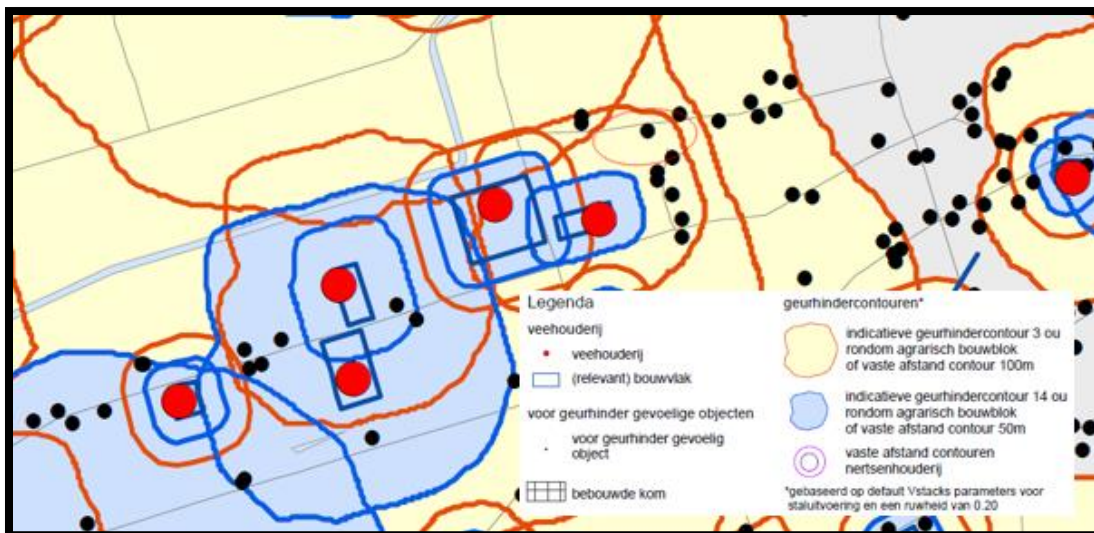 Legenda
veehouderij
veehouderij
(relevant) bouwvlak
voor geurhinder gevoelige objecten
voor geurhinder gevoelig
object
bebouwde kom
geurhindercontouren*
indicatieve geurhindercontour 3 ou
rondom agrarisch bouwblok
of vaste afstand contour 100m
indicatieve geurhindercontour 14 ou
rondom agrarisch bouwblok
of vaste afstand contour 50m
vaste afstand contouren
nertsenhouderij
*gebaseerd op default Vstacks parameters voor
staluitvoering en een ruwheid van 0.20